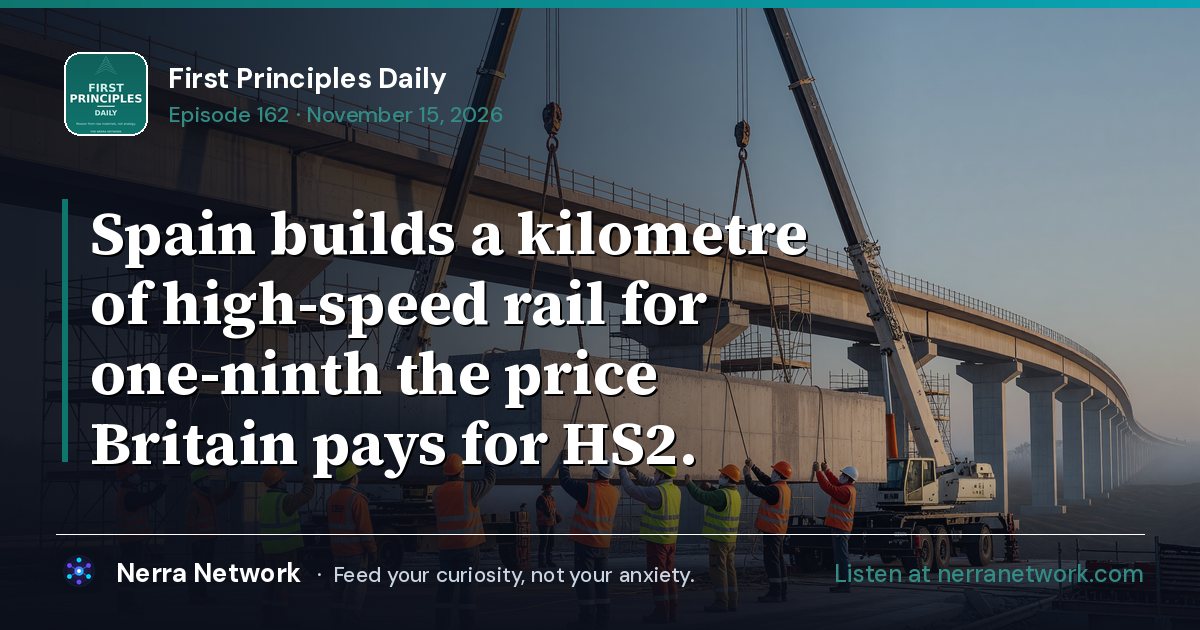 FIRST
PRINCIPLES
DAILY
First Principles Daily
Episode 162 · November 15, 2026
Spain builds a kilometre
of high-speed rail for
one-ninth the price
Britain pays for HS2.
Nerra Network · Feed your curiosity, not your anxiety.
Listen at nerranetwork.com